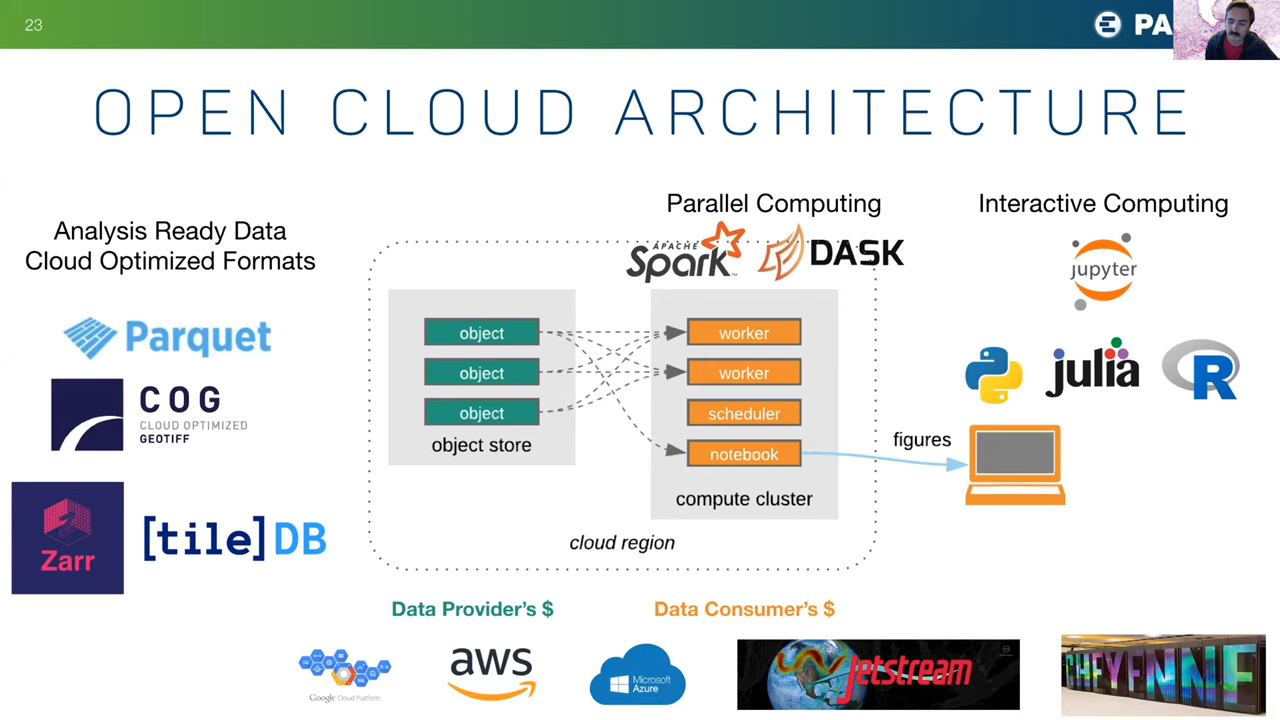 23
PA
OPEN CLOUD ARCHITECTURE
Analysis Ready Data
Cloud Optimized Formats
Parquet
COG
CLOUD OPTIMIZED
GEOTIFF
Zarr
[tile]DB
Parallel Computing
APACHE
Spark™
DASK
object
object
object
object store
worker
worker
scheduler
notebook
compute cluster
cloud region
Interactive Computing
jupyter
julia
R
figures
Data Provider's $
Data Consumer's $
Google Cloud Platform
aws
Microsoft
Azure
Jetstream
CHEYENNE